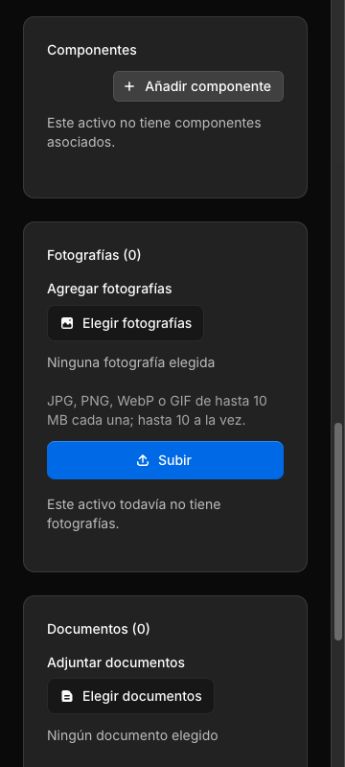 Componentes
+ Añadir componente
Este activo no tiene componentes
asociados.
Fotografías (0)
Agregar fotografías
Elegir fotografías
Ninguna fotografía elegida
JPG, PNG, WebP o GIF de hasta 10
MB cada una; hasta 10 a la vez.
Subir
Este activo todavía no tiene
fotografías.
Documentos (0)
Adjuntar documentos
Elegir documentos
Ningún documento elegido